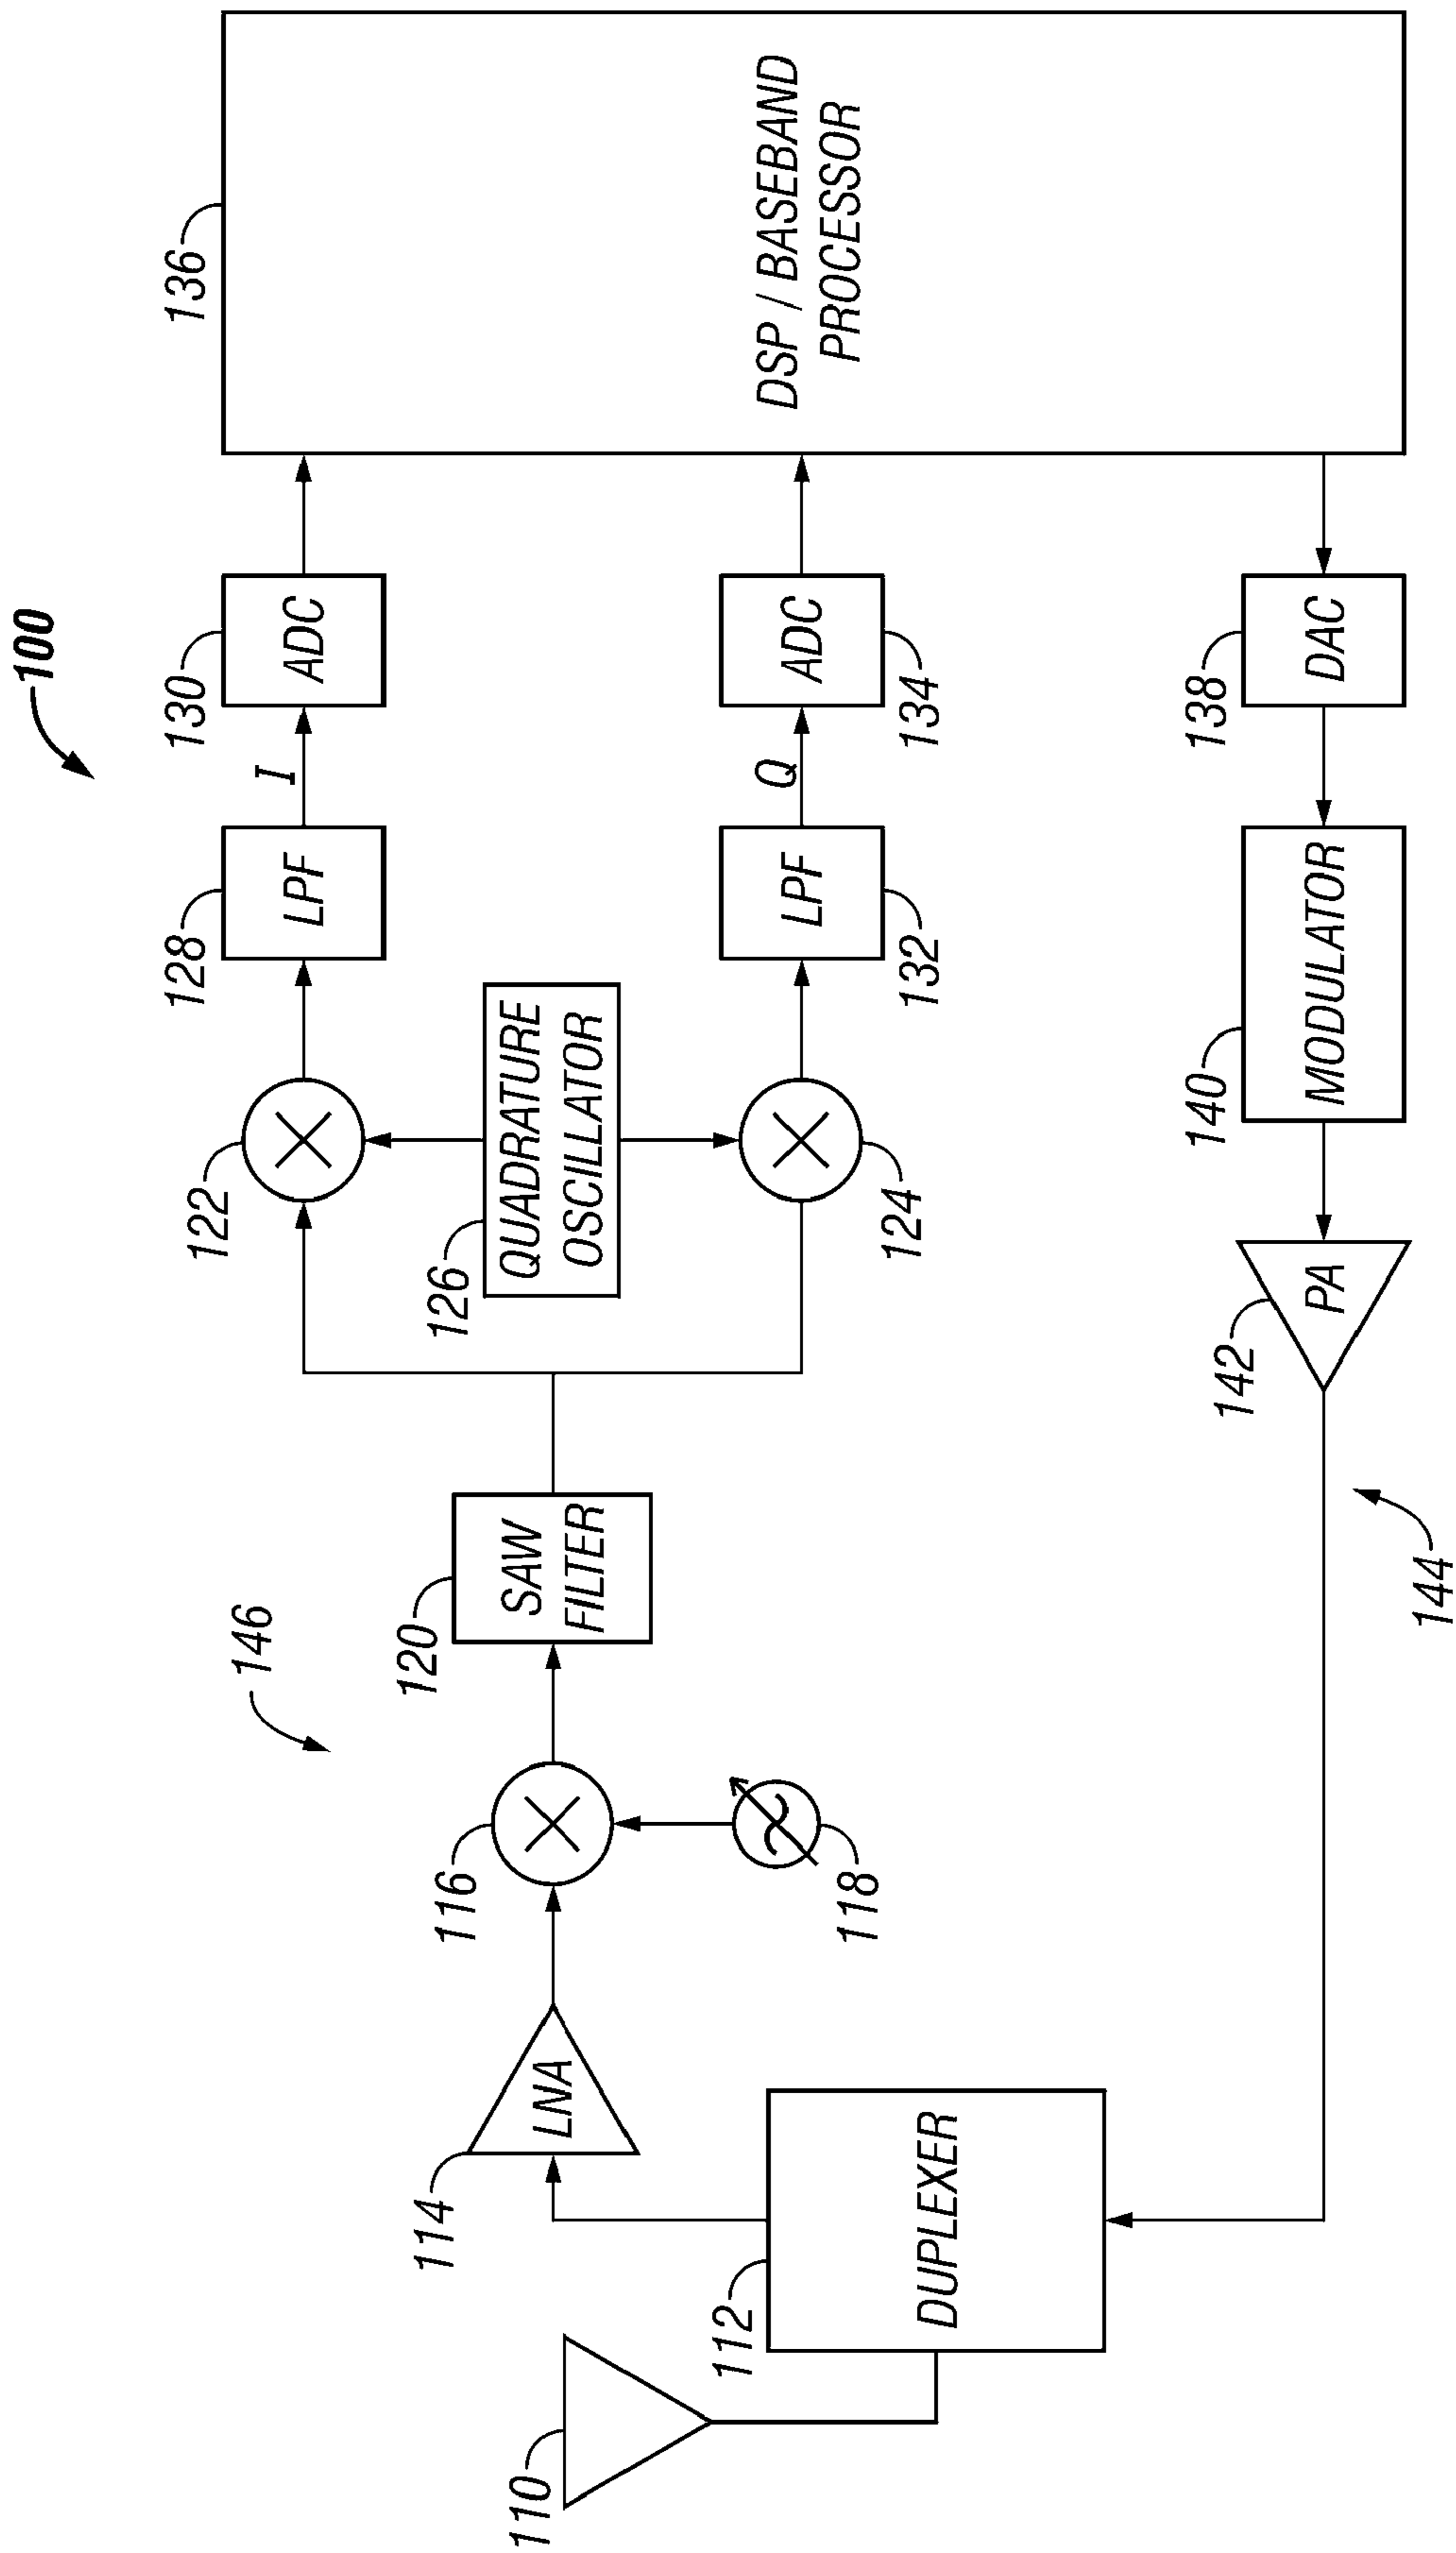 100
136
DSP / BASEBAND
PROCESSOR
130
ADC
I
128
LPF
122
126
QUADRATURE
OSCILLATOR
124
132
LPF
Q
134
ADC
146
120
SAW
FILTER
116
118
114
LNA
110
112
DUPLEXER
138
DAC
140
MODULATOR
142
PA
144